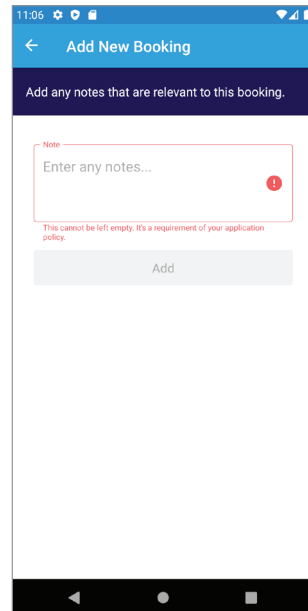 11:06
Add New Booking
Add any notes that are relevant to this booking.
Note
Enter any notes...
This cannot be left empty. It's a requirement of your application
policy.
Add